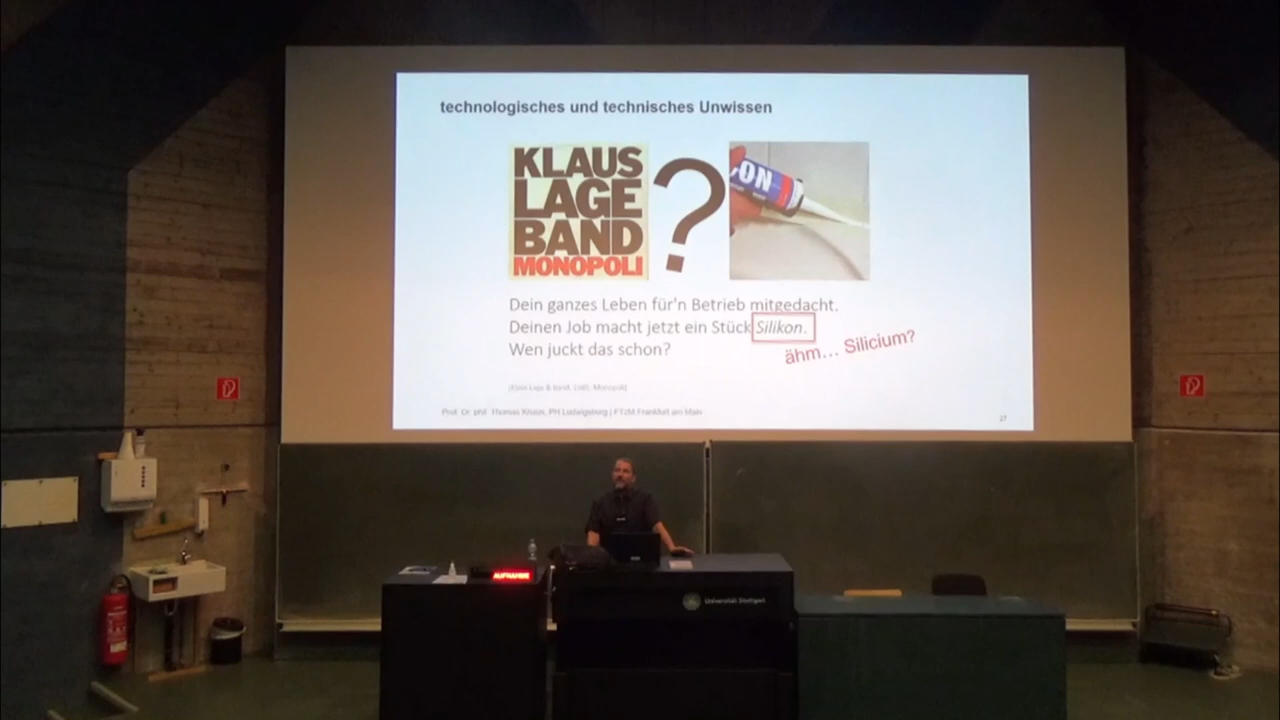 technologisches und technisches Unwissen
KLAUS
LAGE
BAND
MONOPOLI
?
ON
Dein ganzes Leben für'n Betrieb mitgedacht.
Deinen Job macht jetzt ein Stück Silikon.
Wen juckt das schon?
ähm... Silicium?
Prof. Dr. phil. Thomas Knaus, PH Ludwigsburg | FTzM Frankfurt am Main
27
AUFNAHME
Universität Stuttgart